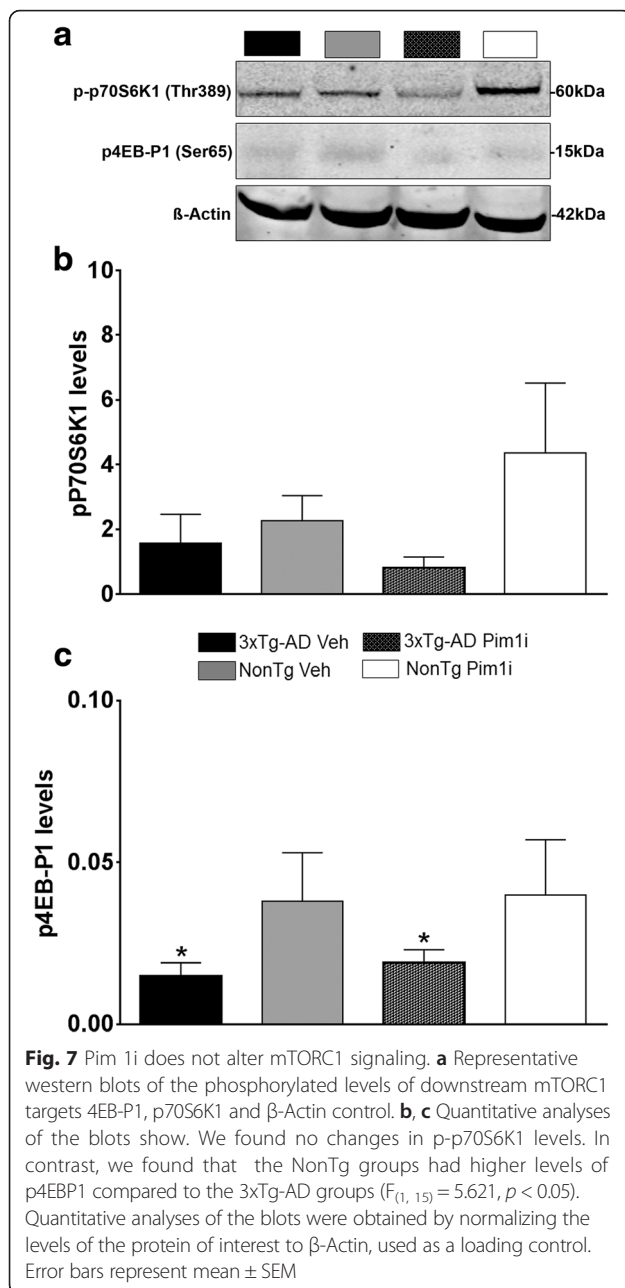 a
p-p70S6K1 (Thr389)
-60kDa
p4EB-P1 (Ser65)
-15kDa
ß-Actin
-42kDa
b
10
8
6
4
2
0
pP70S6K1 levels
3xTg-AD Veh
3xTg-AD Pim1i
NonTg Veh
NonTg Pim1i
c
0.10
0.05
0.00
p4EB-P1 levels
*
*
Fig. 7 Pim 1i does not alter mTORC1 signaling. a Representative
western blots of the phosphorylated levels of downstream mTORC1
targets 4EB-P1, p70S6K1 and β-Actin control. b, c Quantitative analyses
of the blots show. We found no changes in p-p70S6K1 levels. In
contrast, we found that the NonTg groups had higher levels of
p4EBP1 compared to the 3xTg-AD groups (F(1, 15) = 5.621, p < 0.05).
Quantitative analyses of the blots were obtained by normalizing the
levels of the protein of interest to β-Actin, used as a loading control.
Error bars represent mean ± SEM